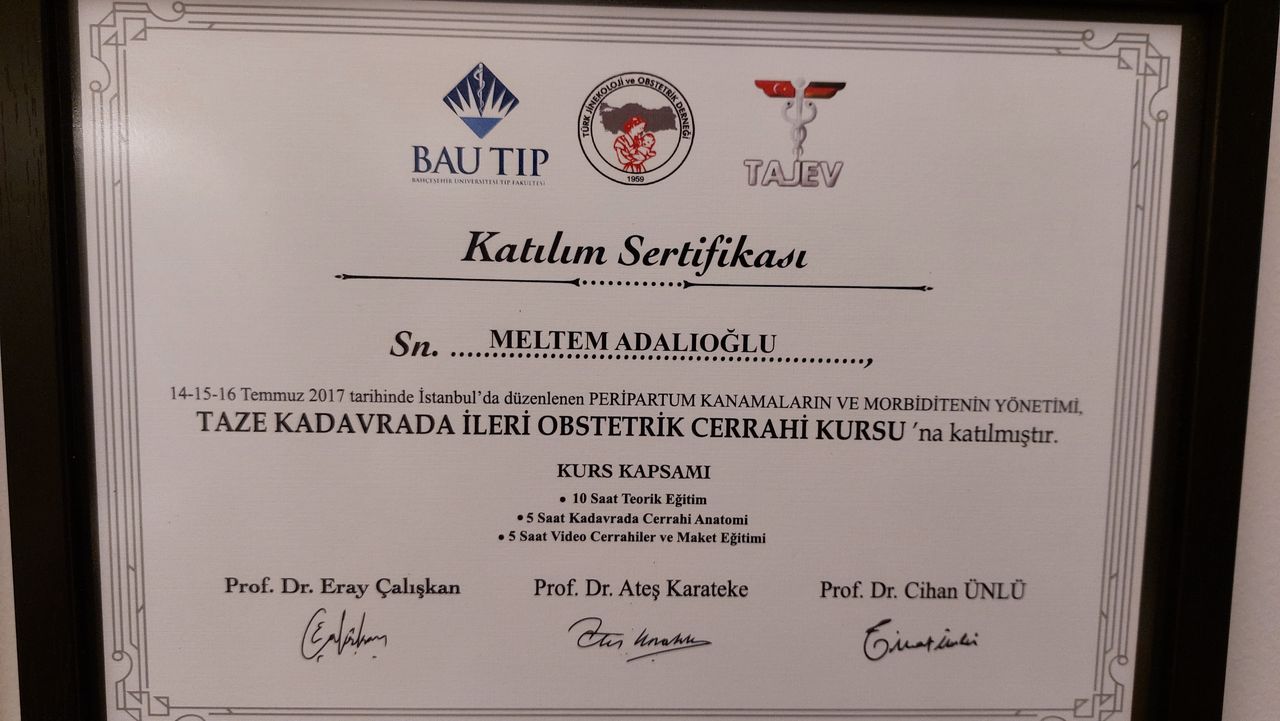 BAU TIP
BAHÇEŞEHİR ÜNİVERSİTESİ TIP FAKÜLTESİ
TÜRK JİNEKOLOJİ ve OBSTETRİK DERNEĞİ
1959
TAJEV
Katılım Sertifikası
Sn. ....MELTEM ADALIOĞLU..............,
14-15-16 Temmuz 2017 tarihinde İstanbul'da düzenlenen PERİPARTUM KANAMALARIN VE MORBİDİTENİN YÖNETİMİ,
TAZE KADAVRADA İLERİ OBSTETRİK CERRAHİ KURSU 'na katılmıştır.
KURS KAPSAMI
• 10 Saat Teorik Eğitim
• 5 Saat Kadavrada Cerrahi Anatomi
• 5 Saat Video Cerrahiler ve Maket Eğitimi
Prof. Dr. Eray Çalışkan Prof. Dr. Ateş Karateke Prof. Dr. Cihan ÜNLÜ